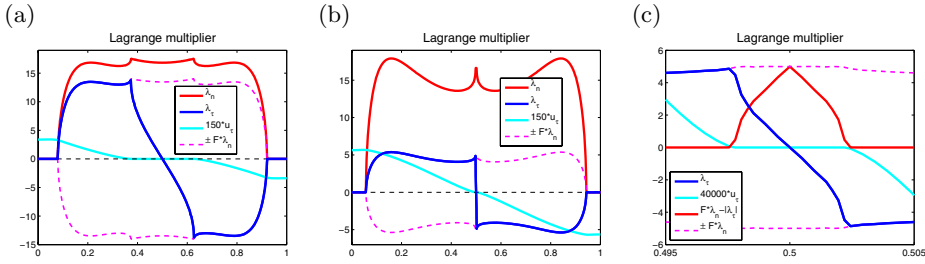 (a)
Lagrange multiplier
15
10
5
0
−5
−10
−15
0
0.2
0.4
0.6
0.8
1
λn
λτ
150*uτ
± F*λn
(b)
Lagrange multiplier
15
10
5
0
−5
0
0.2
0.4
0.6
0.8
1
λn
λτ
150*uτ
± F*λn
(c)
Lagrange multiplier
6
4
2
0
−2
−4
−6
0.495
0.5
0.505
λτ
40000*uτ
F*λn−|λτ|
± F*λn